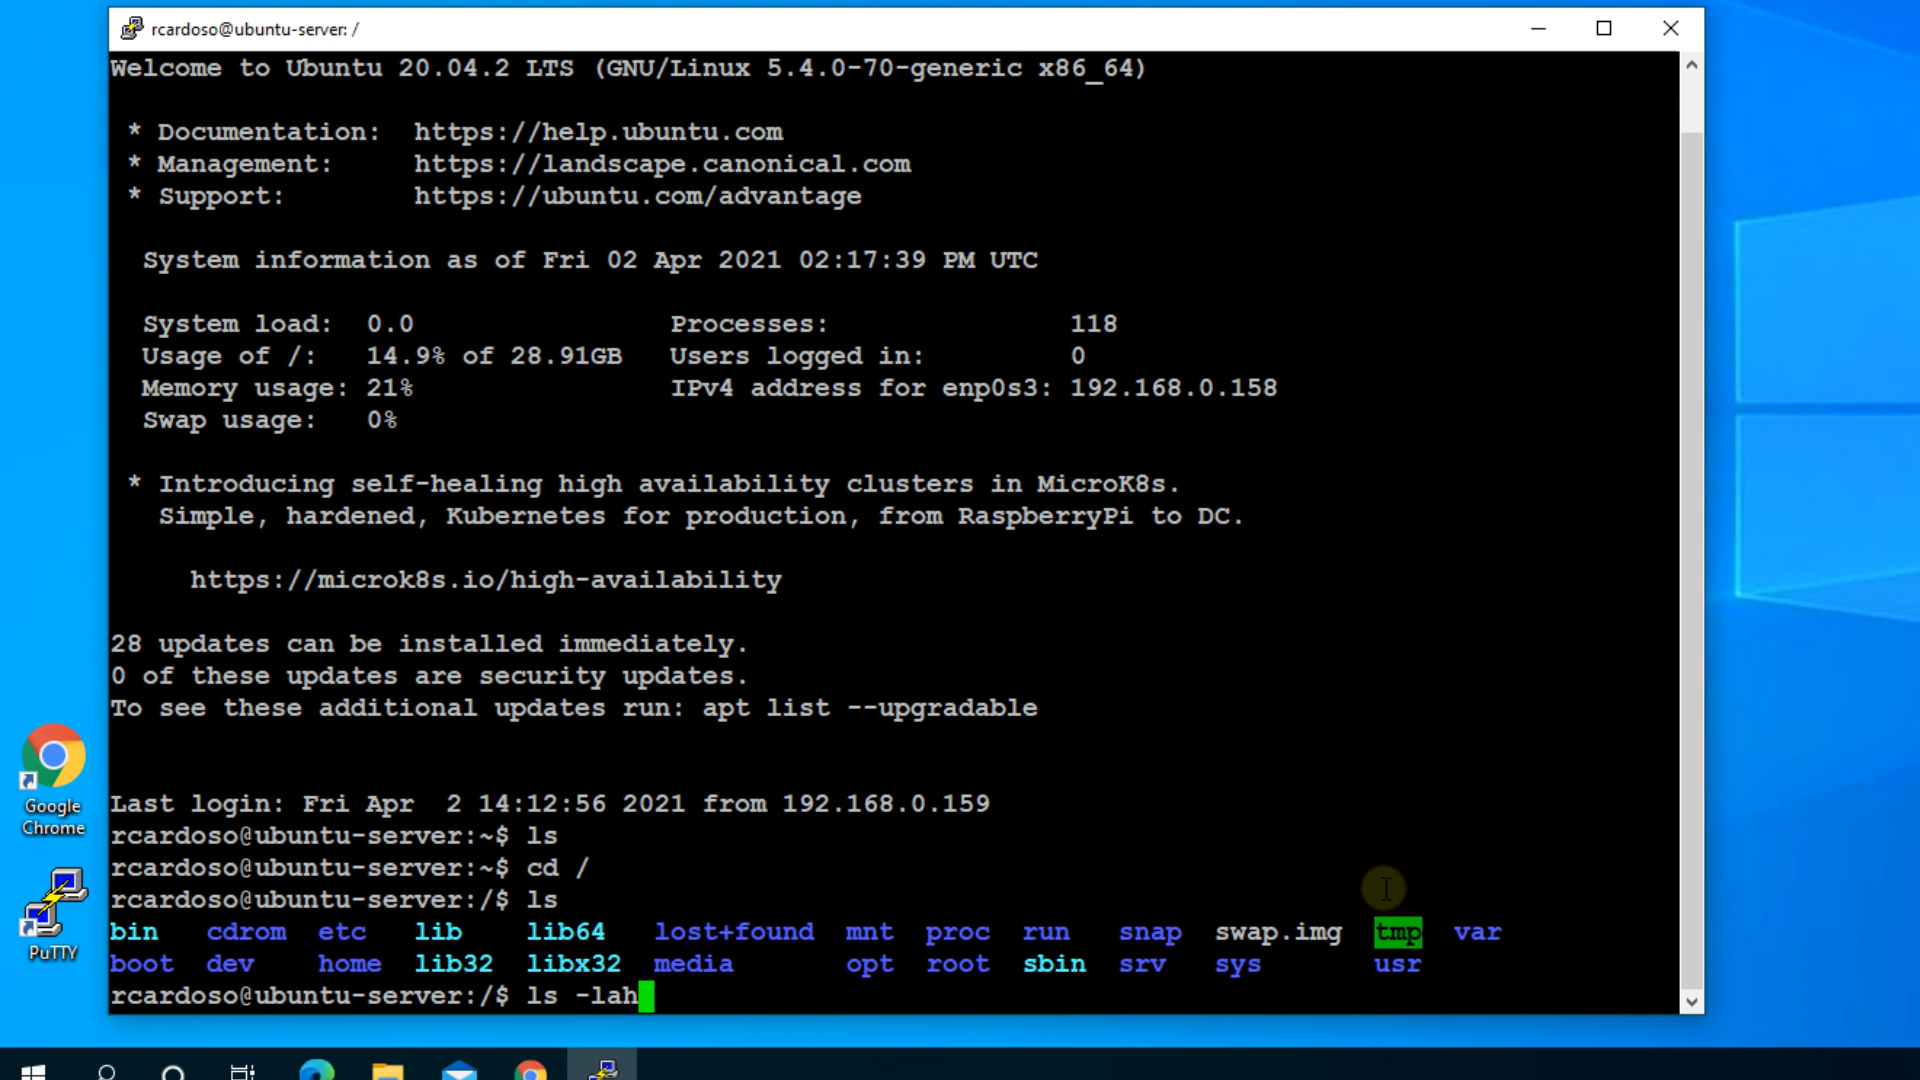 rcardoso@ubuntu-server: /
Welcome to Ubuntu 20.04.2 LTS (GNU/Linux 5.4.0-70-generic x86_64)
* Documentation:  https://help.ubuntu.com
* Management:     https://landscape.canonical.com
* Support:        https://ubuntu.com/advantage
System information as of Fri 02 Apr 2021 02:17:39 PM UTC
System load:  0.0                Processes:               118
Usage of /:   14.9% of 28.91GB   Users logged in:         0
Memory usage: 21%                IPv4 address for enp0s3: 192.168.0.158
Swap usage:   0%
* Introducing self-healing high availability clusters in MicroK8s.
Simple, hardened, Kubernetes for production, from RaspberryPi to DC.
https://microk8s.io/high-availability
28 updates can be installed immediately.
0 of these updates are security updates.
To see these additional updates run: apt list --upgradable
Last login: Fri Apr  2 14:12:56 2021 from 192.168.0.159
rcardoso@ubuntu-server:~$ ls
rcardoso@ubuntu-server:~$ cd /
rcardoso@ubuntu-server:/$ ls
bin   cdrom  etc   lib    lib64   lost+found  mnt  proc  run   snap  swap.img  tmp  var
boot  dev    home  lib32  libx32  media       opt  root  sbin  srv   sys       usr
rcardoso@ubuntu-server:/$ ls -lah
Google
Chrome
PuTTY